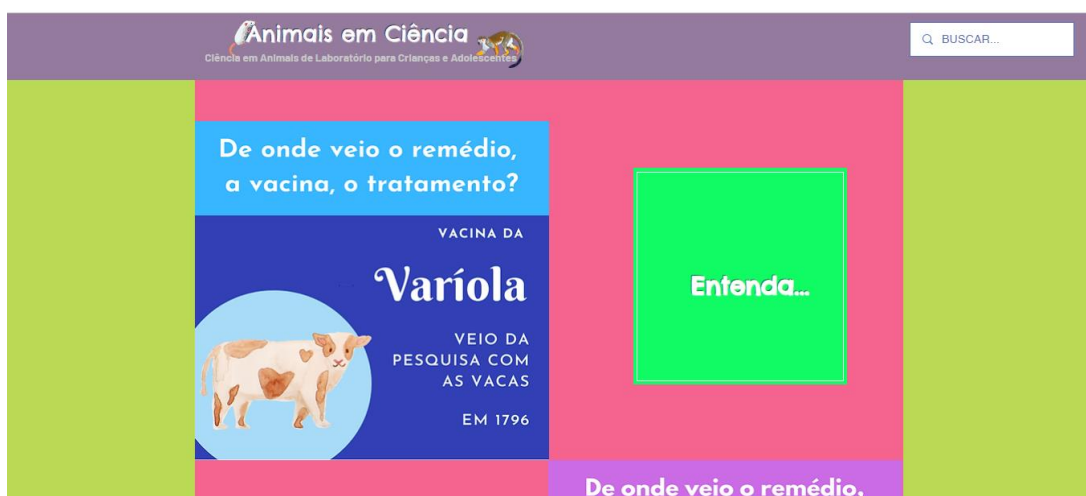 Animais em Ciência
Ciência em Animais de Laboratório para Crianças e Adolescentes
BUSCAR...
De onde veio o remédio,
a vacina, o tratamento?
VACINA DA
Varíola
VEIO DA
PESQUISA COM
AS VACAS
EM 1796
Entenda...
De onde veio o remédio,